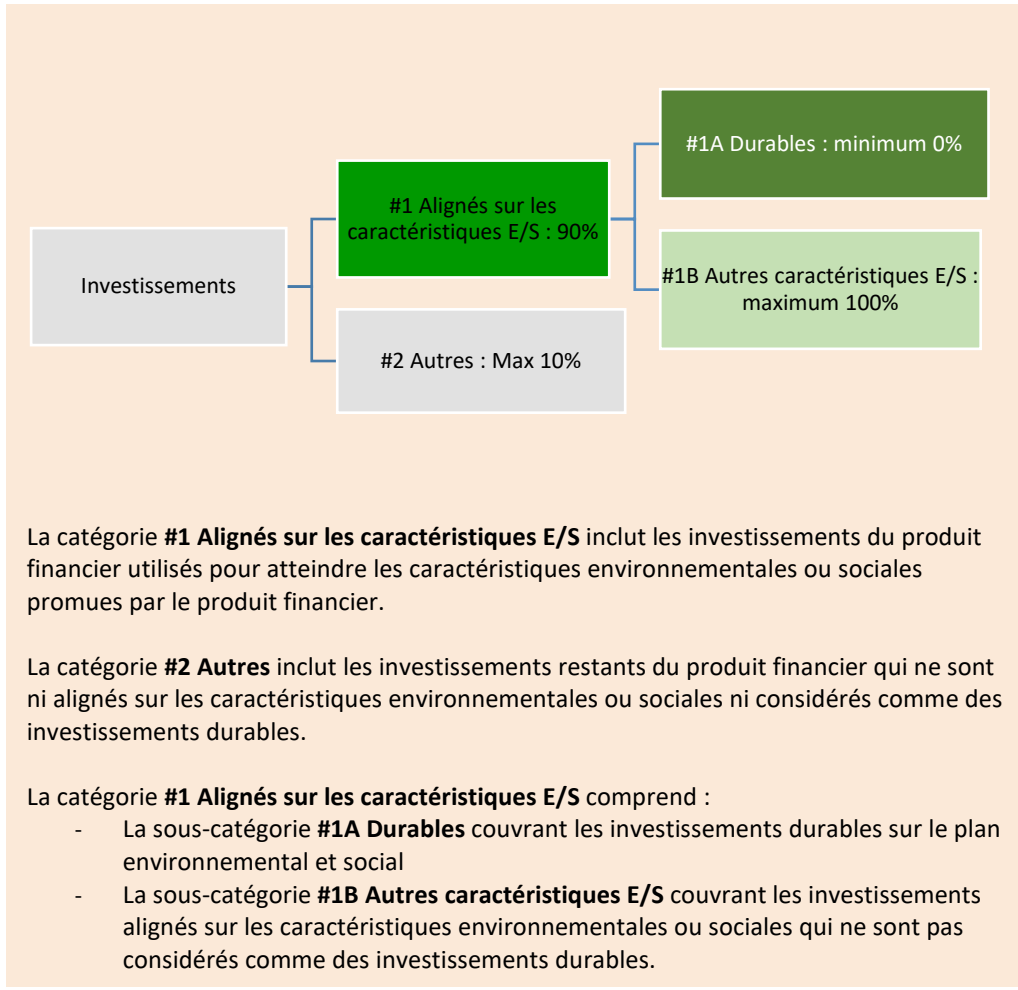 #1A Durables : minimum 0%
#1 Alignés sur les
caractéristiques E/S : 90%
#1B Autres caractéristiques E/S :
maximum 100%
Investissements
#2 Autres : Max 10%
La catégorie #1 Alignés sur les caractéristiques E/S inclut les investissements du produit
financier utilisés pour atteindre les caractéristiques environnementales ou sociales
promues par le produit financier.
La catégorie #2 Autres inclut les investissements restants du produit financier qui ne sont
ni alignés sur les caractéristiques environnementales ou sociales ni considérés comme des
investissements durables.
La catégorie #1 Alignés sur les caractéristiques E/S comprend :
- La sous-catégorie #1A Durables couvrant les investissements durables sur le plan
environnemental et social
- La sous-catégorie #1B Autres caractéristiques E/S couvrant les investissements
alignés sur les caractéristiques environnementales ou sociales qui ne sont pas
considérés comme des investissements durables.